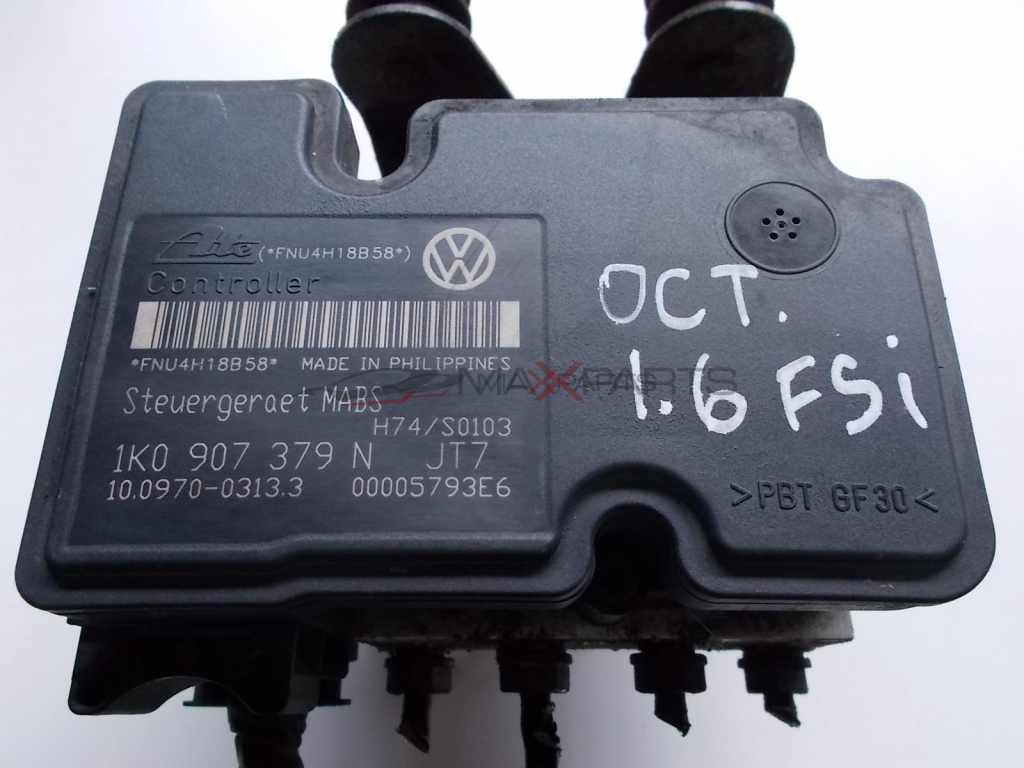 Ate (*FNU4H18B58*)
Controller
*FNU4H18B58* MADE IN PHILIPPINES
Steuergeraet MABS
H74/S0103
1K0 907 379 N JT7
10.0970-0313.3 00005793E6
OCT.
1.6 FSi
>PBT GF30<
MAXXPARTS